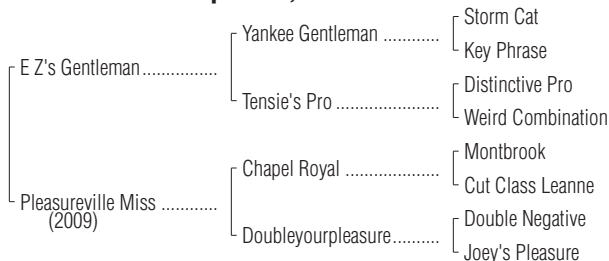 Storm Cat
Yankee Gentleman ............
Key Phrase
E Z's Gentleman................
Distinctive Pro
Tensie's Pro ......................
Weird Combination
Montbrook
Chapel Royal ....................
Cut Class Leanne
Pleasureville Miss ............
(2009)
Double Negative
Doubleyourpleasure..........
Joey's Pleasure